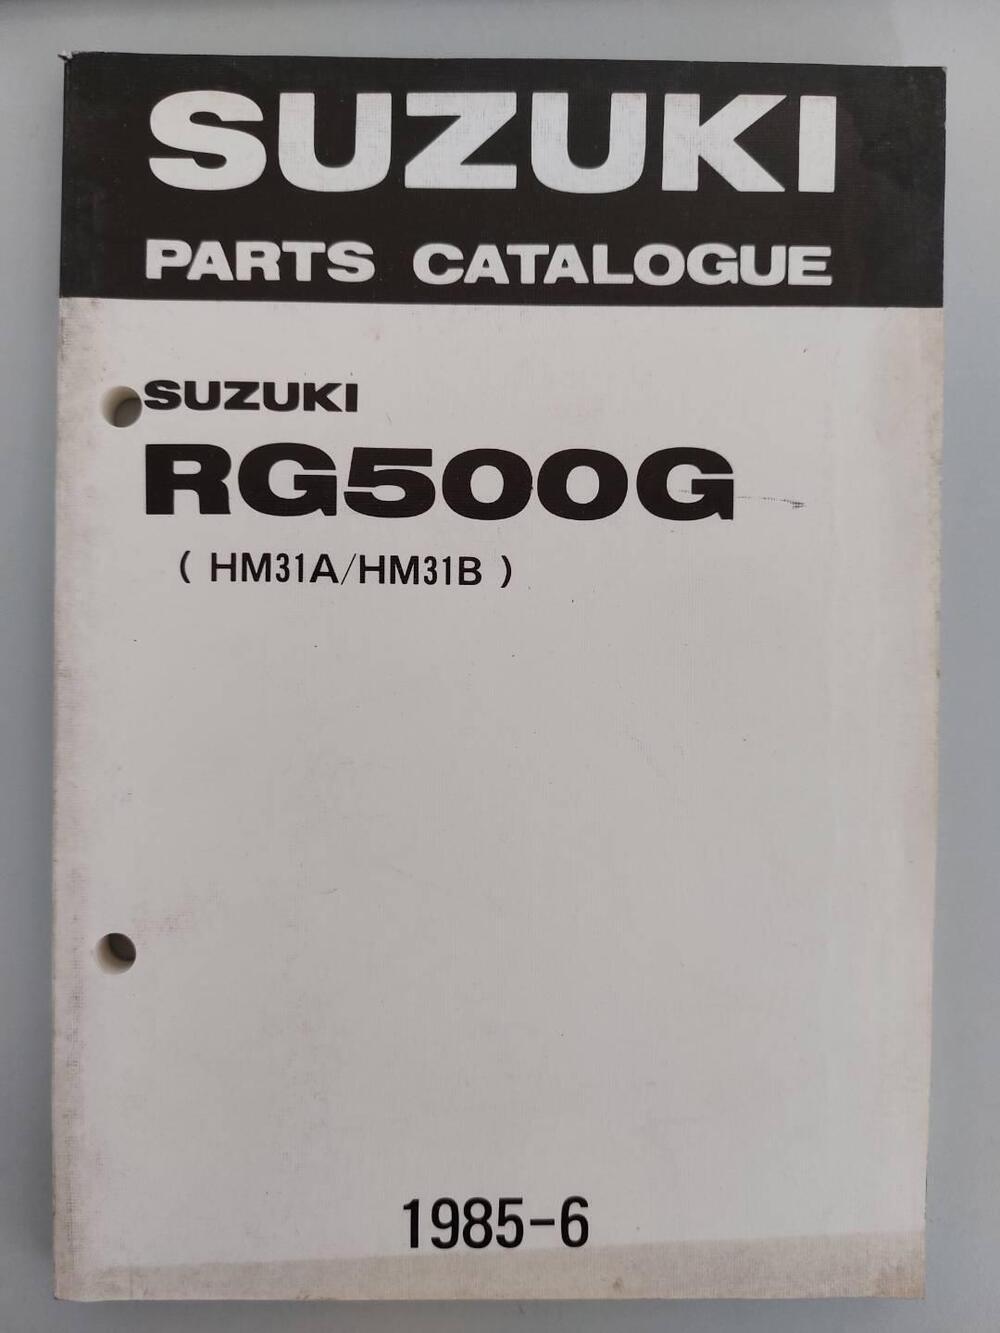 SUZUKI
PARTS CATALOGUE
SUZUKI
RG500G
( HM31A/HM31B )
1985-6